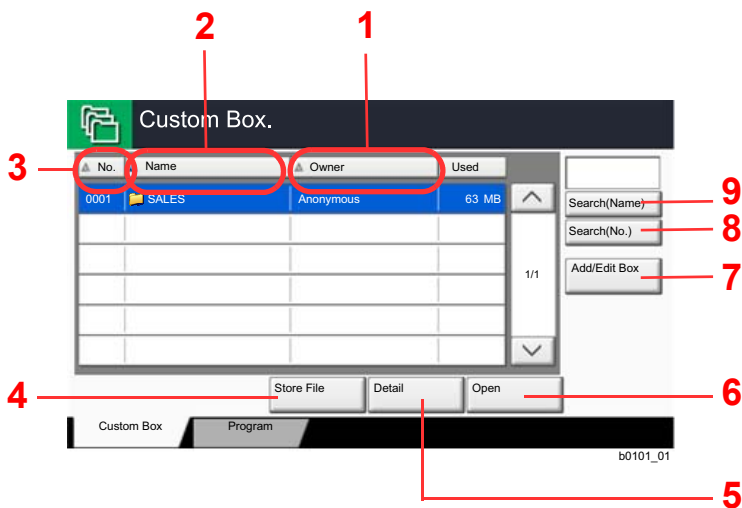 2 1
Custom Box.
3 No. Name Owner Used
0001 SALES Anonymous 63 MB
Search(Name) 9
Search(No.) 8
1/1 Add/Edit Box 7
4 Store File Detail Open 6
Custom Box Program
b0101_01
5